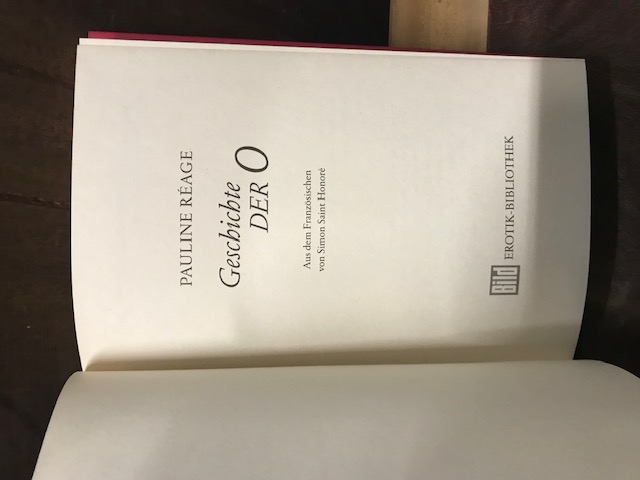 PAULINE RÉAGE
Geschichte
DER O
Aus dem Französischen
von Simon Saint Honoré
Bild EROTIK-BIBLIOTHEK